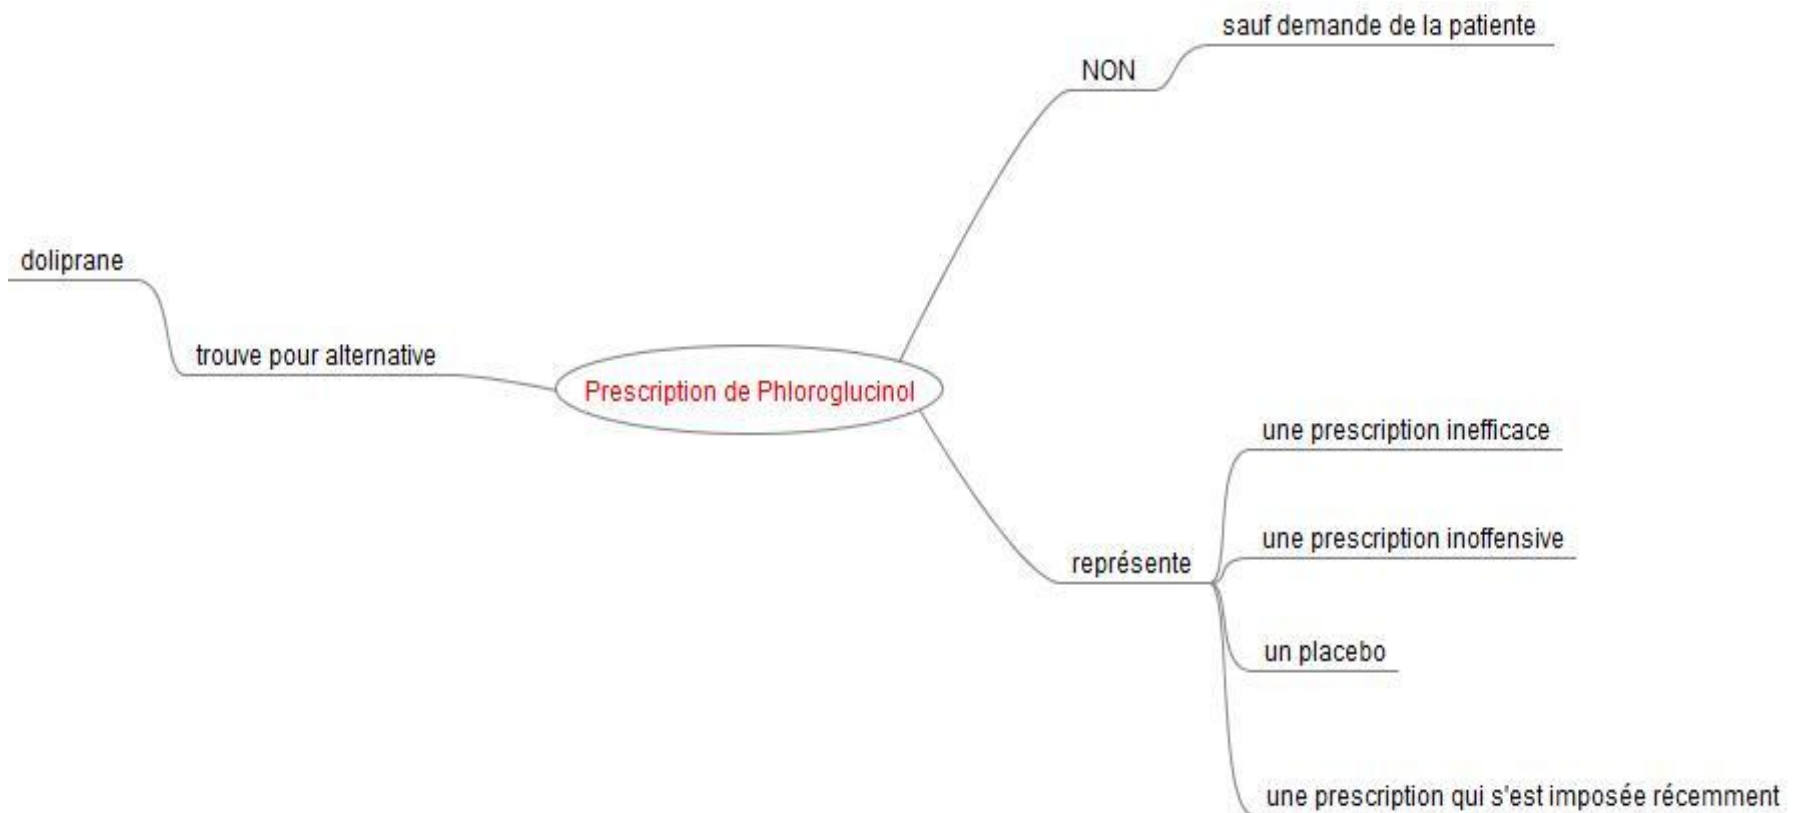 sauf demande de la patiente
NON
doliprane
trouve pour alternative
Prescription de Phloroglucinol
une prescription inefficace
une prescription inoffensive
représente
un placebo
une prescription qui s'est imposée récemment